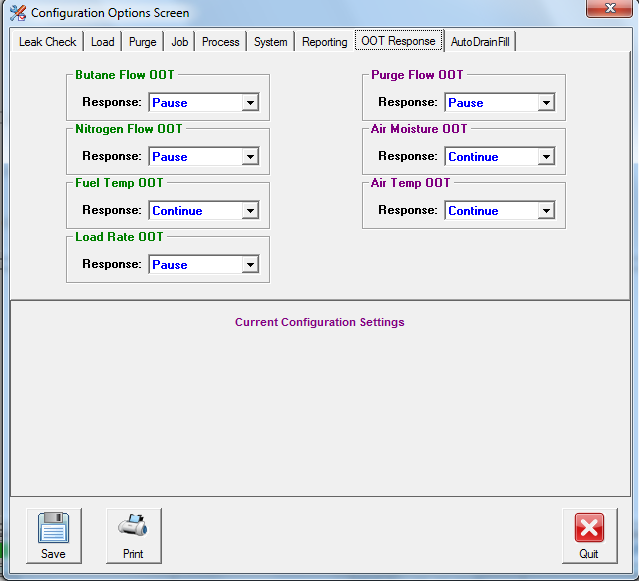 Configuration Options Screen
Leak Check Load Purge Job Process System Reporting OOT Response AutoDrainFill
Butane Flow OOT
Response: Pause
Nitrogen Flow OOT
Response: Pause
Fuel Temp OOT
Response: Continue
Load Rate OOT
Response: Pause
Purge Flow OOT
Response: Pause
Air Moisture OOT
Response: Continue
Air Temp OOT
Response: Continue
Current Configuration Settings
Save Print Quit